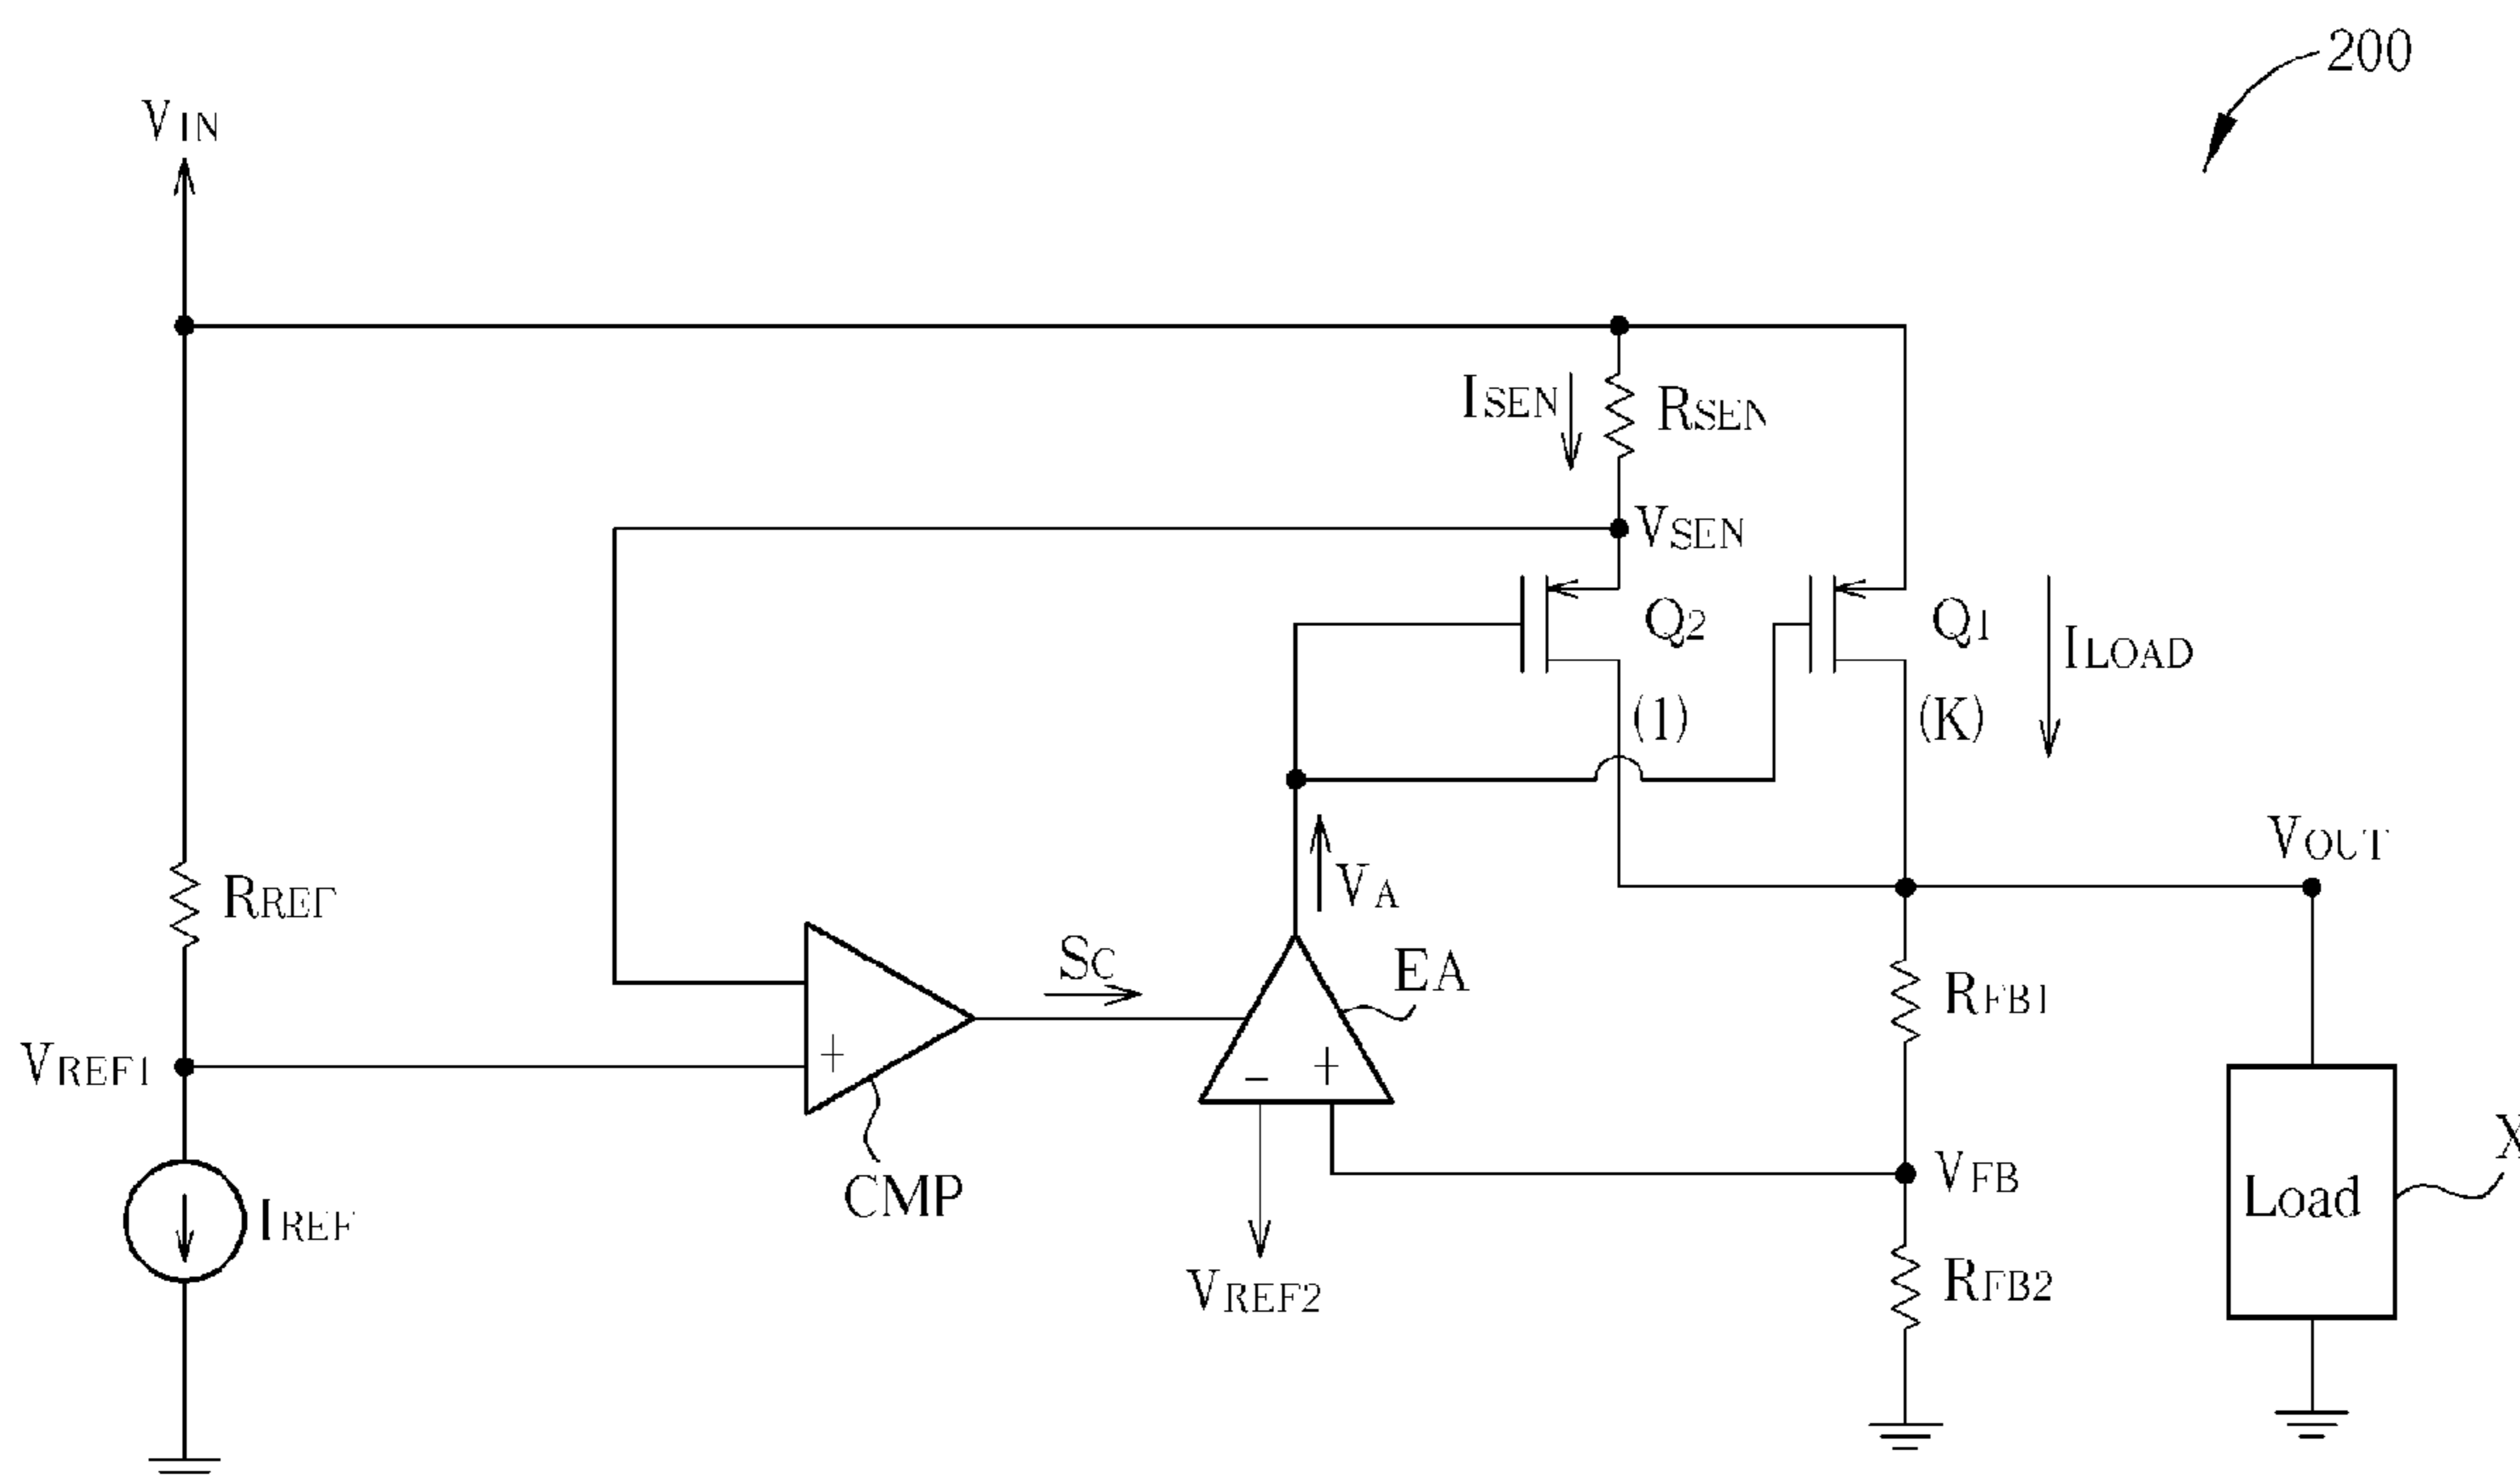 200
VIN
ISEN
RSEN
VSEN
Q2
Q1
ILOAD
(1)
(K)
VOUT
VA
RREF
SC
EA
RFB1
+
VREF1
- +
CMP
VFB
X
Load
IREF
VREF2
RFB2